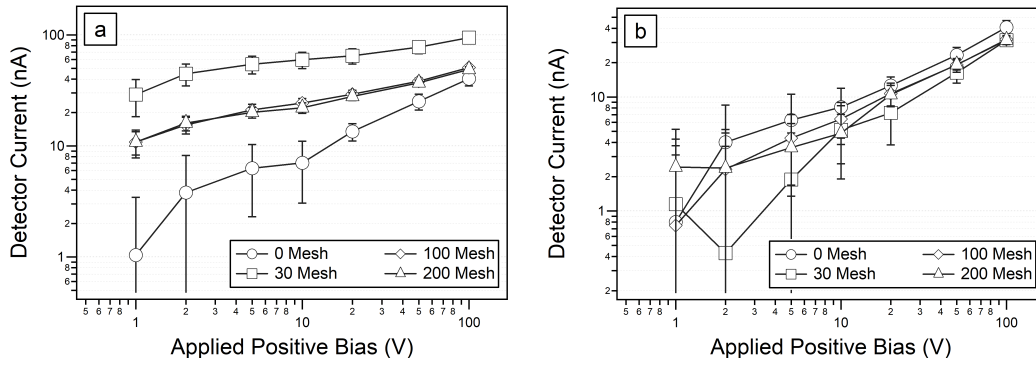 a
Detector Current (nA)
100
8
6
4
2
10
8
6
4
2
1
8
6
0 Mesh 100 Mesh
30 Mesh 200 Mesh
5 6 7 8 1 2 3 4 5 6 7 8 10 2 3 4 5 6 7 8 100
Applied Positive Bias (V)
b
Detector Current (nA)
4
2
10
8
6
4
2
1
8
6
4
2
0 Mesh 100 Mesh
30 Mesh 200 Mesh
5 6 7 8 1 2 3 4 5 6 7 8 10 2 3 4 5 6 7 8 100
Applied Positive Bias (V)